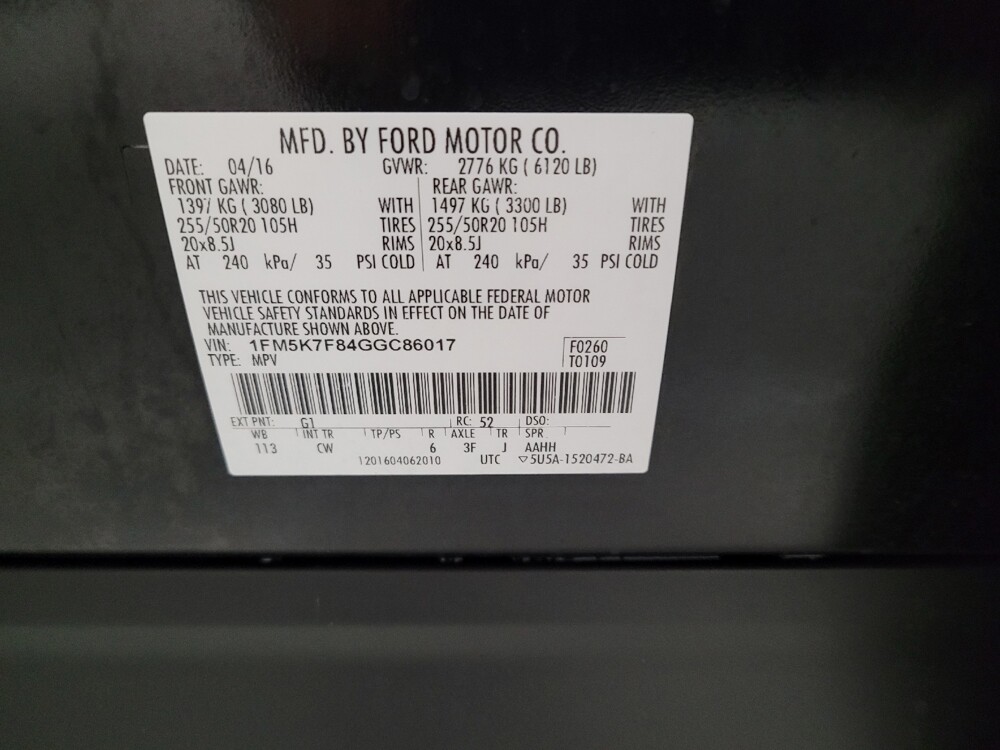 MFD. BY FORD MOTOR CO.
DATE: 04/16 GVWR: 2776 KG ( 6120 LB)
FRONT GAWR: REAR GAWR:
1397 KG ( 3080 LB) WITH 1497 KG ( 3300 LB) WITH
255/50R20 105H TIRES 255/50R20 105H TIRES
20x8.5J RIMS 20x8.5J RIMS
AT 240 kPa/ 35 PSI COLD AT 240 kPa/ 35 PSI COLD
THIS VEHICLE CONFORMS TO ALL APPLICABLE FEDERAL MOTOR
VEHICLE SAFETY STANDARDS IN EFFECT ON THE DATE OF
MANUFACTURE SHOWN ABOVE.
VIN: 1FM5K7F84GGC86017 F0260
TYPE: MPV T0109
EXT PNT: G1 RC: 52 DSO:
WB INT TR TP/PS R AXLE TR SPR
113 CW 6 3F J AAHH
1201604062010 UTC ▽5U5A-1520472-BA